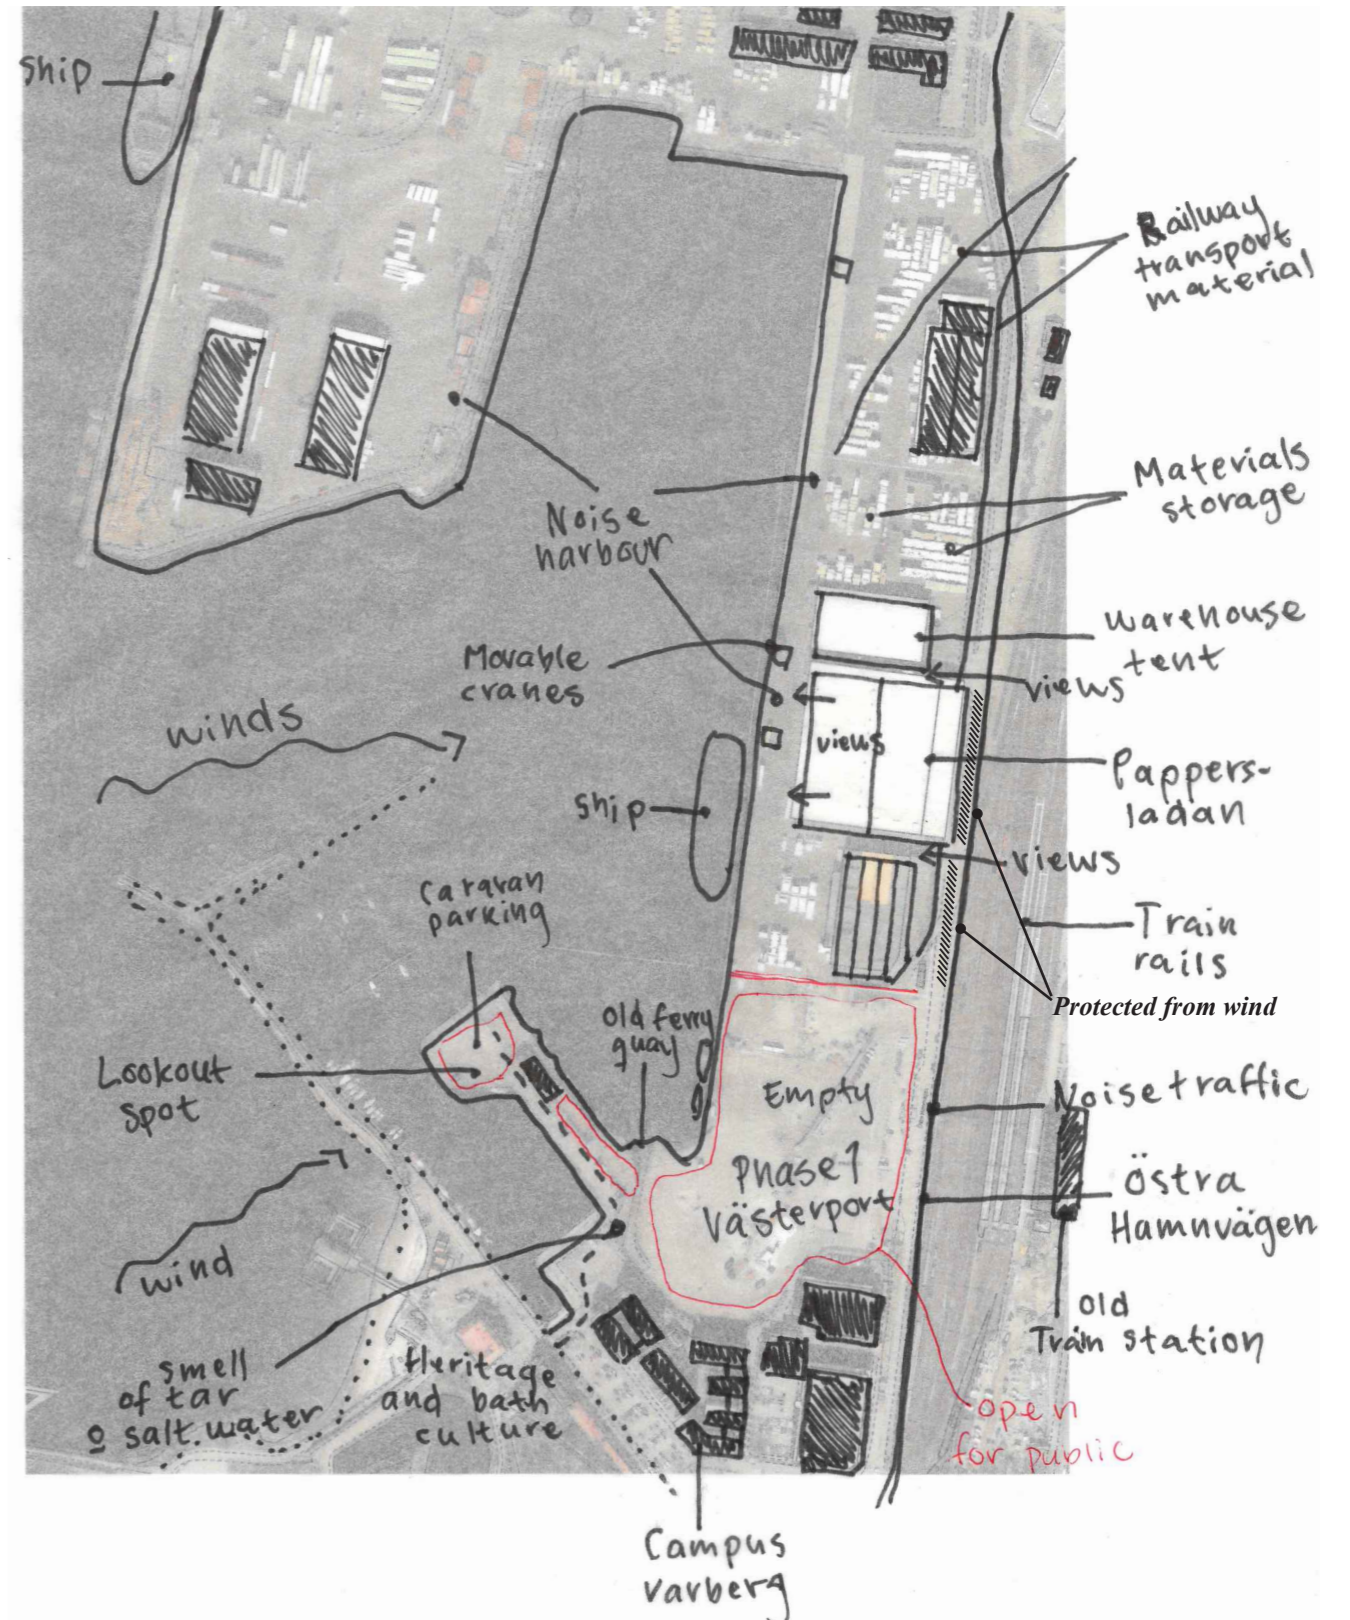 ship
Railway
transport
material
Materials
storage
Noise
harbour
warehouse
tent
Movable
cranes
views
winds
views
Pappers-
ladan
ship
views
caravan
parking
Train
rails
Protected from wind
old ferry
quay
Lookout
spot
Empty
Noise traffic
Phase 1
Västerport
Östra
Hamnvägen
wind
old
Train station
smell
of tar
o salt.water
Heritage
and bath
culture
open
for public
Campus
varberg